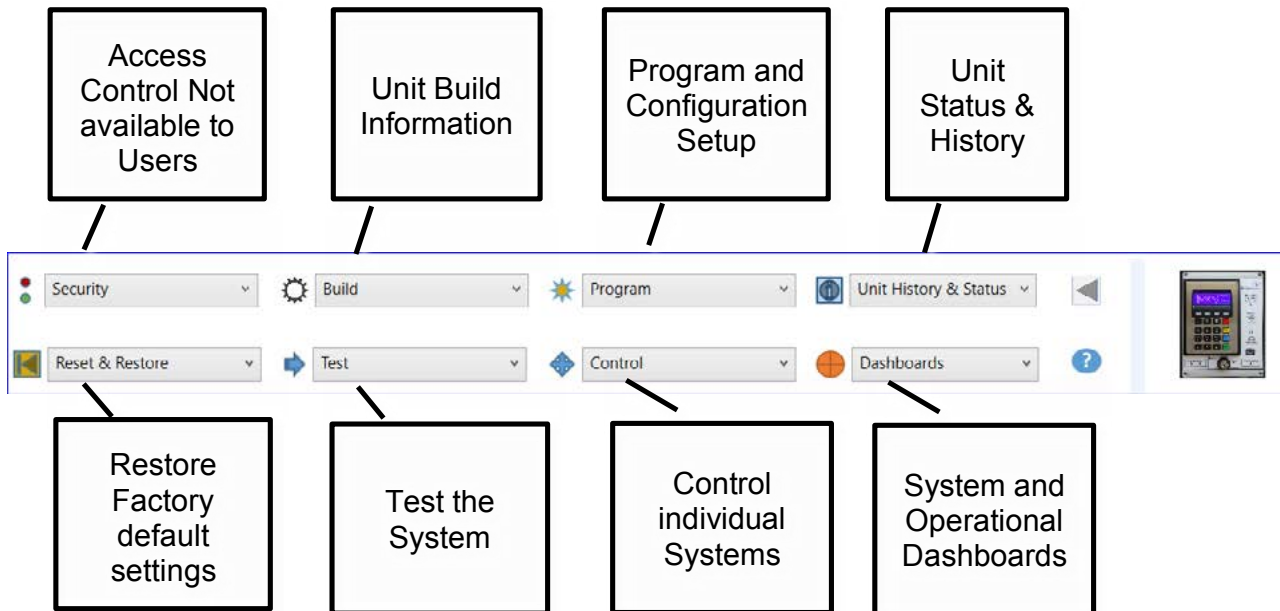 Access
Control Not
available to
Users
Unit Build
Information
Program and
Configuration
Setup
Unit
Status &
History
Security
Build
Program
Unit History & Status
Reset & Restore
Test
Control
Dashboards
?
Restore
Factory
default
settings
Test the
System
Control
individual
Systems
System and
Operational
Dashboards